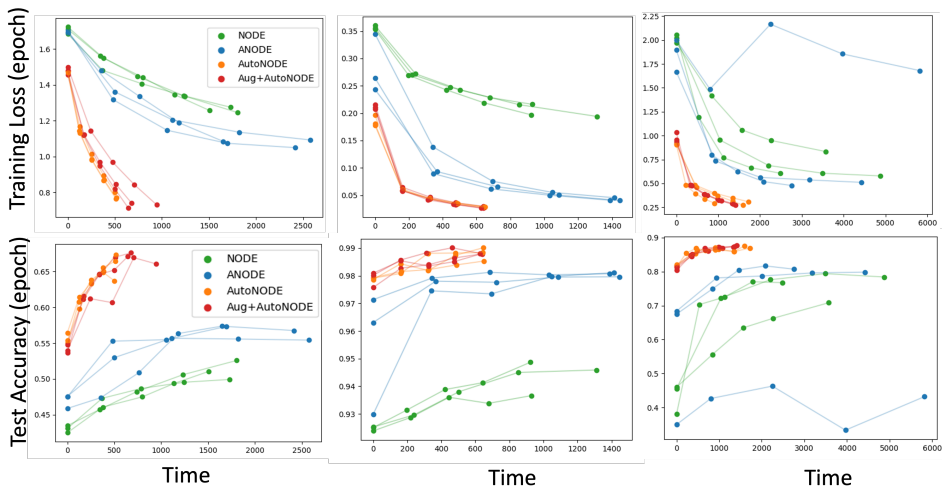 Training Loss (epoch)
1.6
1.4
1.2
1.0
0.8
NODE
ANODE
AutoNODE
Aug+AutoNODE
0 500 1000 1500 2000 2500
0.35
0.30
0.25
0.20
0.15
0.10
0.05
0 200 400 600 800 1000 1200 1400
2.25
2.00
1.75
1.50
1.25
1.00
0.75
0.50
0.25
0 1000 2000 3000 4000 5000 6000
Test Accuracy (epoch)
0.65
0.60
0.55
0.50
0.45
NODE
ANODE
AutoNODE
Aug+AutoNODE
0 500 1000 1500 2000 2500
Time
0.99
0.98
0.97
0.96
0.95
0.94
0.93
0 200 400 600 800 1000 1200 1400
Time
0.9
0.8
0.7
0.6
0.5
0.4
0 1000 2000 3000 4000 5000 6000
Time